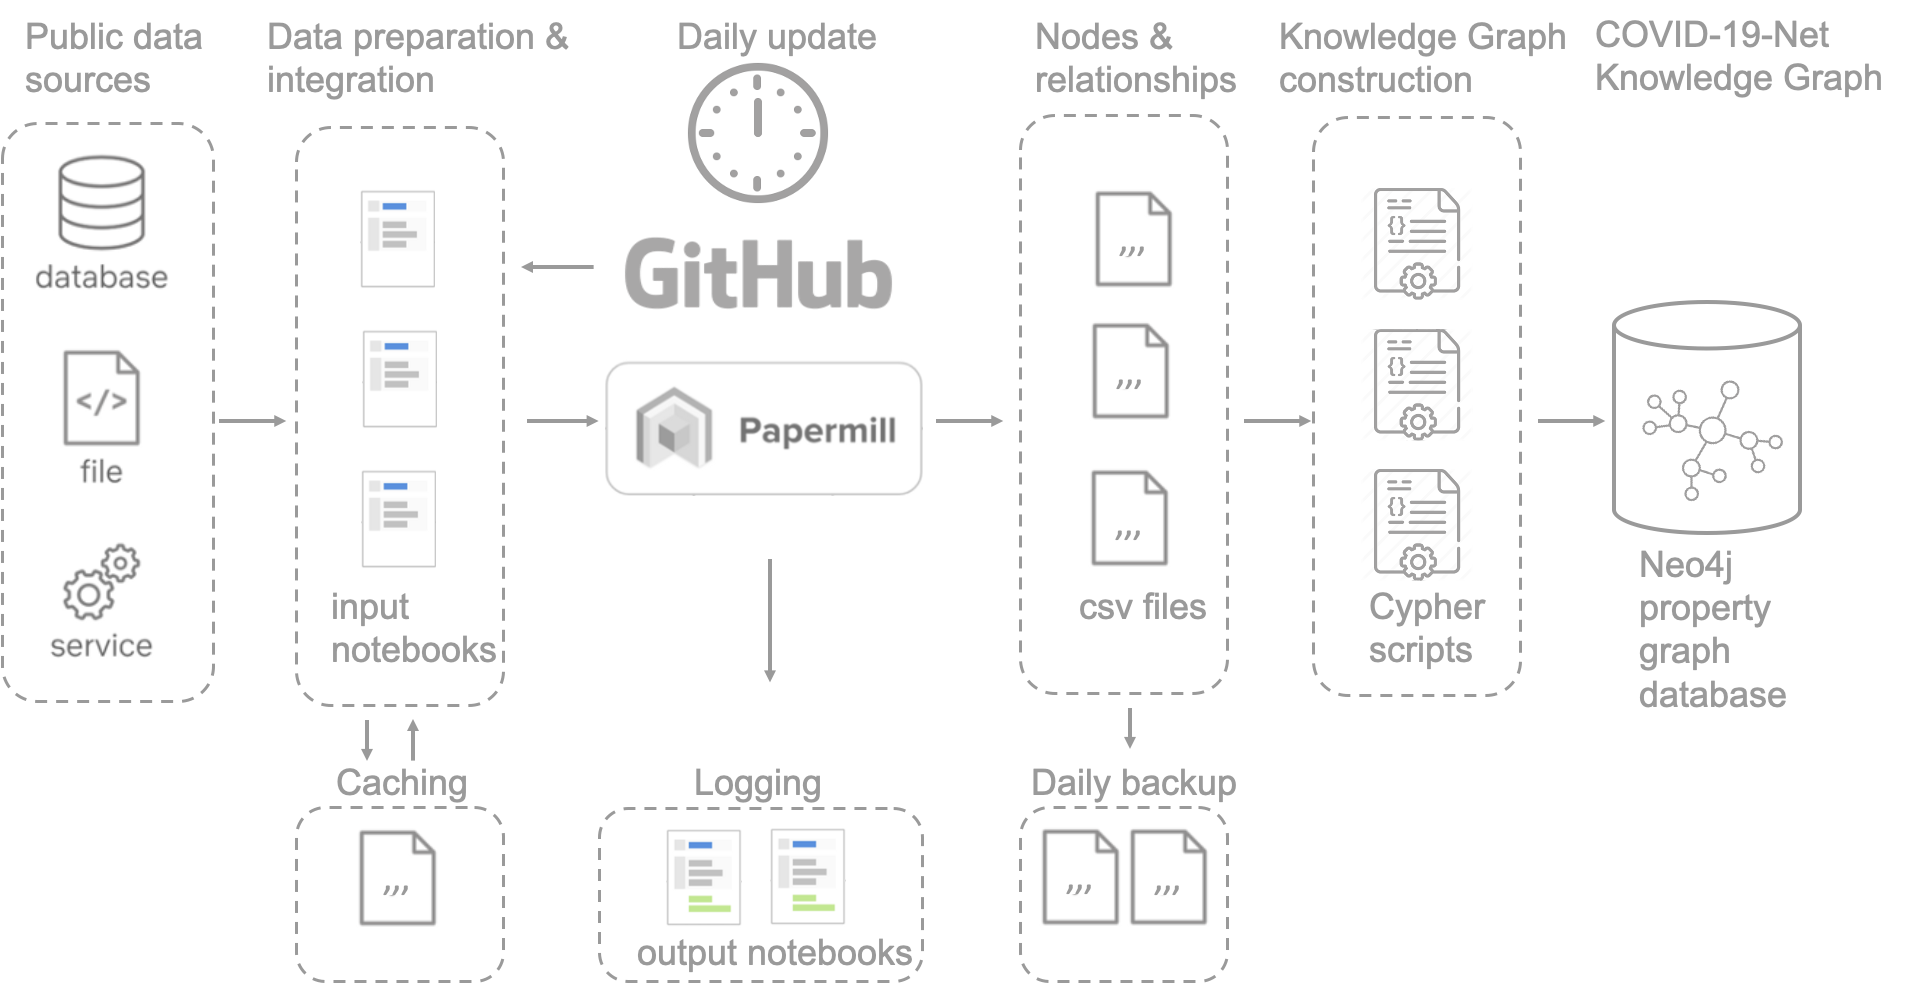 Public data
sources
Data preparation &
integration
Daily update
Nodes &
relationships
Knowledge Graph
construction
COVID-19-Net
Knowledge Graph
database
</>
file
service
input
notebooks
GitHub
Papermill
,,,
,,,
,,,
csv files
{}
{}
{}
Cypher
scripts
Neo4j
property
graph
database
Caching
,,,
Logging
output notebooks
Daily backup
,,,
,,,